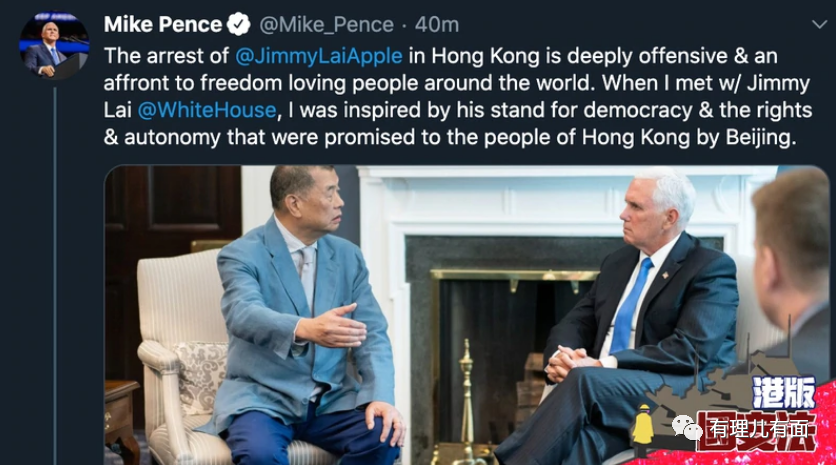 Mike Pence @Mike_Pence · 40m
The arrest of @JimmyLaiApple in Hong Kong is deeply offensive & an
affront to freedom loving people around the world. When I met w/ Jimmy
Lai @WhiteHouse, I was inspired by his stand for democracy & the rights
& autonomy that were promised to the people of Hong Kong by Beijing.
港版
国安法
有理儿有面